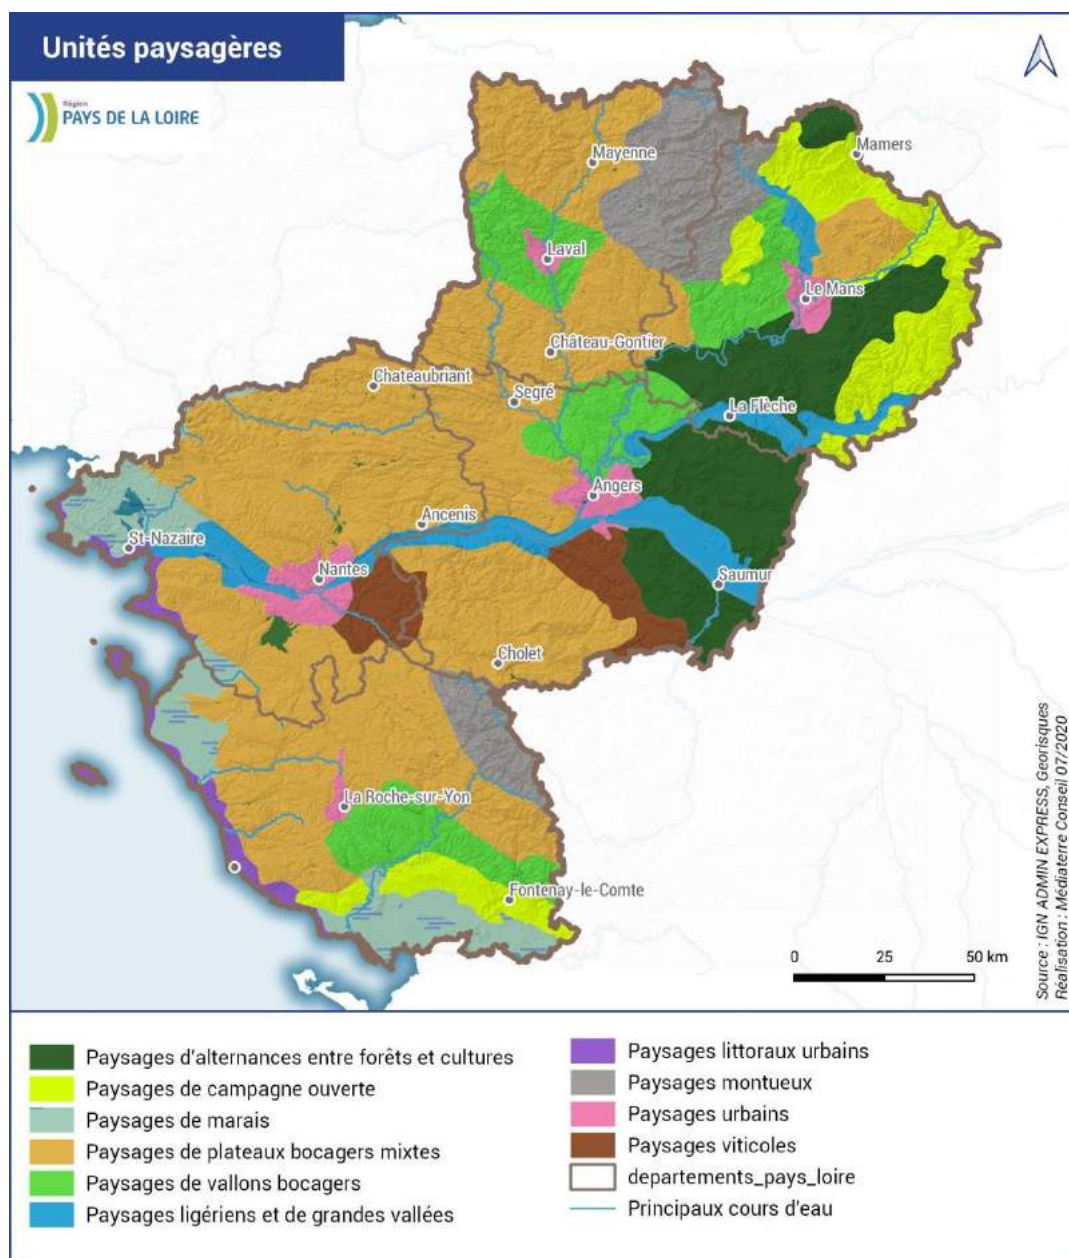 Unités paysagères
Région
PAYS DE LA LOIRE
Mamers
Mayenne
Laval
Le Mans
Château-Gontier
Chateaubriant
Segré
La Flèche
Angers
Ancenis
St-Nazaire
Nantes
Saumur
Cholet
La Roche-sur-Yon
Fontenay-le-Comte
0 25 50 km
Source : IGN ADMIN EXPRESS, Georisques
Réalisation : Médiaterre Conseil 07/2020
Paysages d'alternances entre forêts et cultures
Paysages de campagne ouverte
Paysages de marais
Paysages de plateaux bocagers mixtes
Paysages de vallons bocagers
Paysages ligériens et de grandes vallées
Paysages littoraux urbains
Paysages montueux
Paysages urbains
Paysages viticoles
departements_pays_loire
Principaux cours d'eau